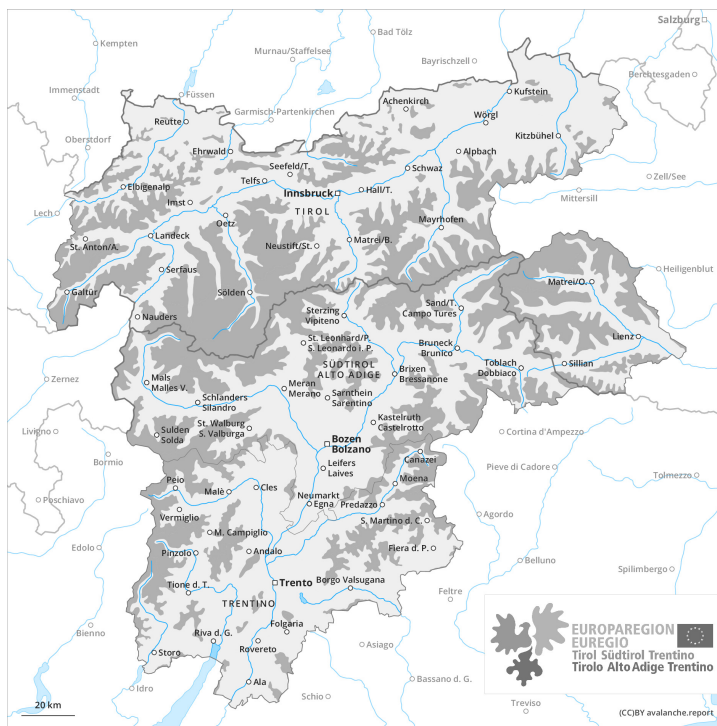 Salzburg
Bad Tölz
Kempten
Murnau/Staffelsee
Bayrischzell
Berchtesgaden
Immenstadt
Füssen
Kufstein
Achenkirch
Garmisch-Partenkirchen
Reutte
Wörgl
Oberstdorf
Kitzbühel
Ehrwald
Alpbach
Seefeld/T.
Schwaz
Zell/See
Telfs
Elbigenalp
Innsbruck
Hall/T.
Mittersill
Imst
TIROL
Lech
Oetz
Mayrhofen
Landeck
Matrei/B.
St. Anton/A.
Neustift/St.
Serfaus
Heiligenblut
Galtür
Sölden
Matrei/O.
Nauders
Sterzing
Vipiteno
Sand/T.
Campo Tures
St. Leonhard/P.
S. Leonardo i. P.
Lienz
Bruneck
Brunico
SÜDTIROL
ALTO ADIGE
Toblach
Dobbiaco
Sillian
Brixen
Bressanone
Zernez
Mals
Malles V.
Meran
Merano
Sarnthein
Sarentino
Schlanders
Silandro
St. Walburg
S. Valburga
Kastelruth
Castelrotto
Livigno
Sulden
Solda
Cortina d'Ampezzo
Bozen
Bolzano
Bormio
Canazei
Leifers
Laives
Pieve di Cadore
Tolmezzo
Peio
Moena
Malè
Cles
Neumarkt
Egna
Predazzo
Poschiavo
Vermiglio
Agordo
S. Martino d. C.
M. Campiglio
Edolo
Pinzolo
Andalo
Fiera d. P.
Belluno
Spilimbergo
Tione d. T.
Trento
Borgo Valsugana
Feltre
TRENTINO
Folgaria
Bienno
Riva d. G.
Rovereto
Asiago
Storo
Bassano d. G.
Idro
Ala
Schio
Treviso
EUROPAREGION
EUREGIO
Tirol Südtirol Trentino
Tirolo Alto Adige Trentino
20 km
(CC)BY avalanche.report